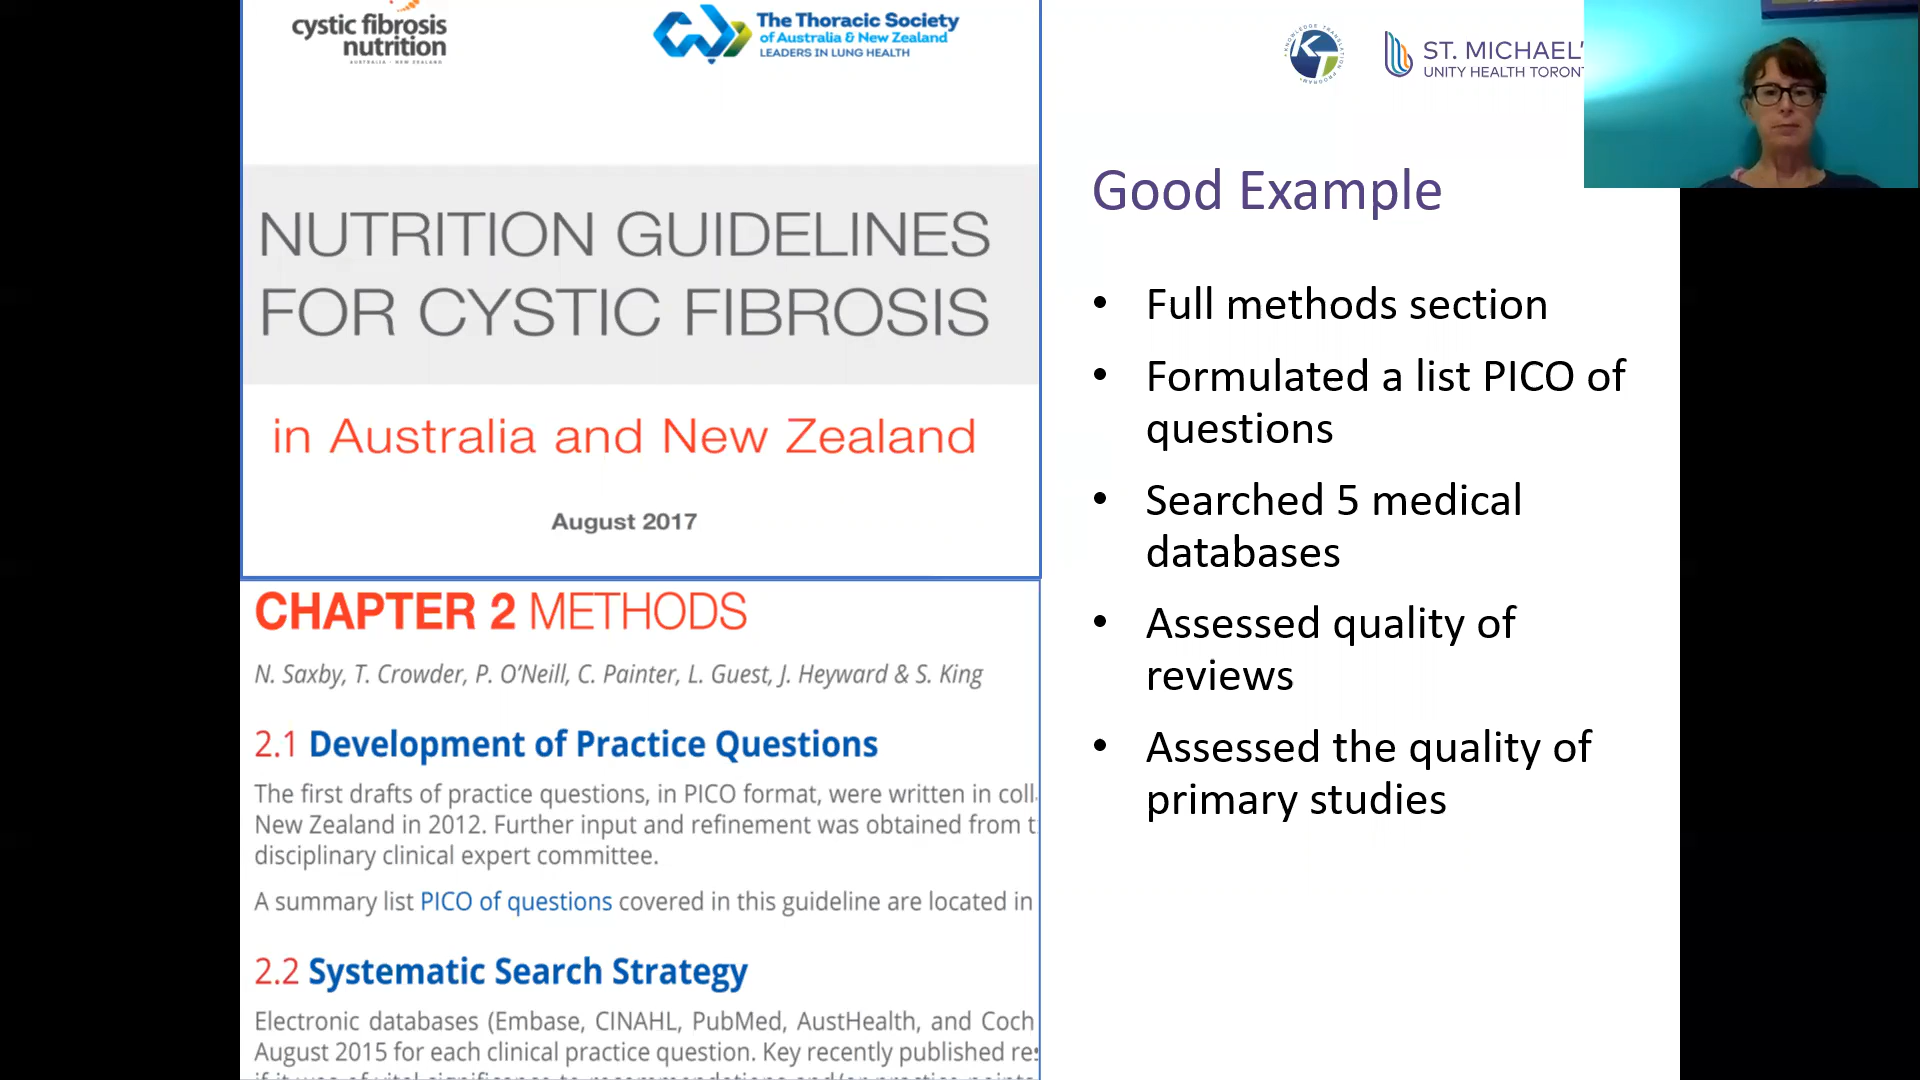 cystic fibrosis
nutrition
AUSTRALIA · NEW ZEALAND
The Thoracic Society
of Australia & New Zealand
LEADERS IN LUNG HEALTH
NUTRITION GUIDELINES
FOR CYSTIC FIBROSIS
in Australia and New Zealand
August 2017
CHAPTER 2 METHODS
N. Saxby, T. Crowder, P. O’Neill, C. Painter, L. Guest, J. Heyward & S. King
2.1 Development of Practice Questions
The first drafts of practice questions, in PICO format, were written in coll
New Zealand in 2012. Further input and refinement was obtained from t
disciplinary clinical expert committee.
A summary list PICO of questions covered in this guideline are located in
2.2 Systematic Search Strategy
Electronic databases (Embase, CINAHL, PubMed, AustHealth, and Coch
August 2015 for each clinical practice question. Key recently published re
KNOWLEDGE TRANSLATION PROGRAM
KT
ST. MICHAEL'
UNITY HEALTH TORON
Good Example
• Full methods section
• Formulated a list PICO of
questions
• Searched 5 medical
databases
• Assessed quality of
reviews
• Assessed the quality of
primary studies